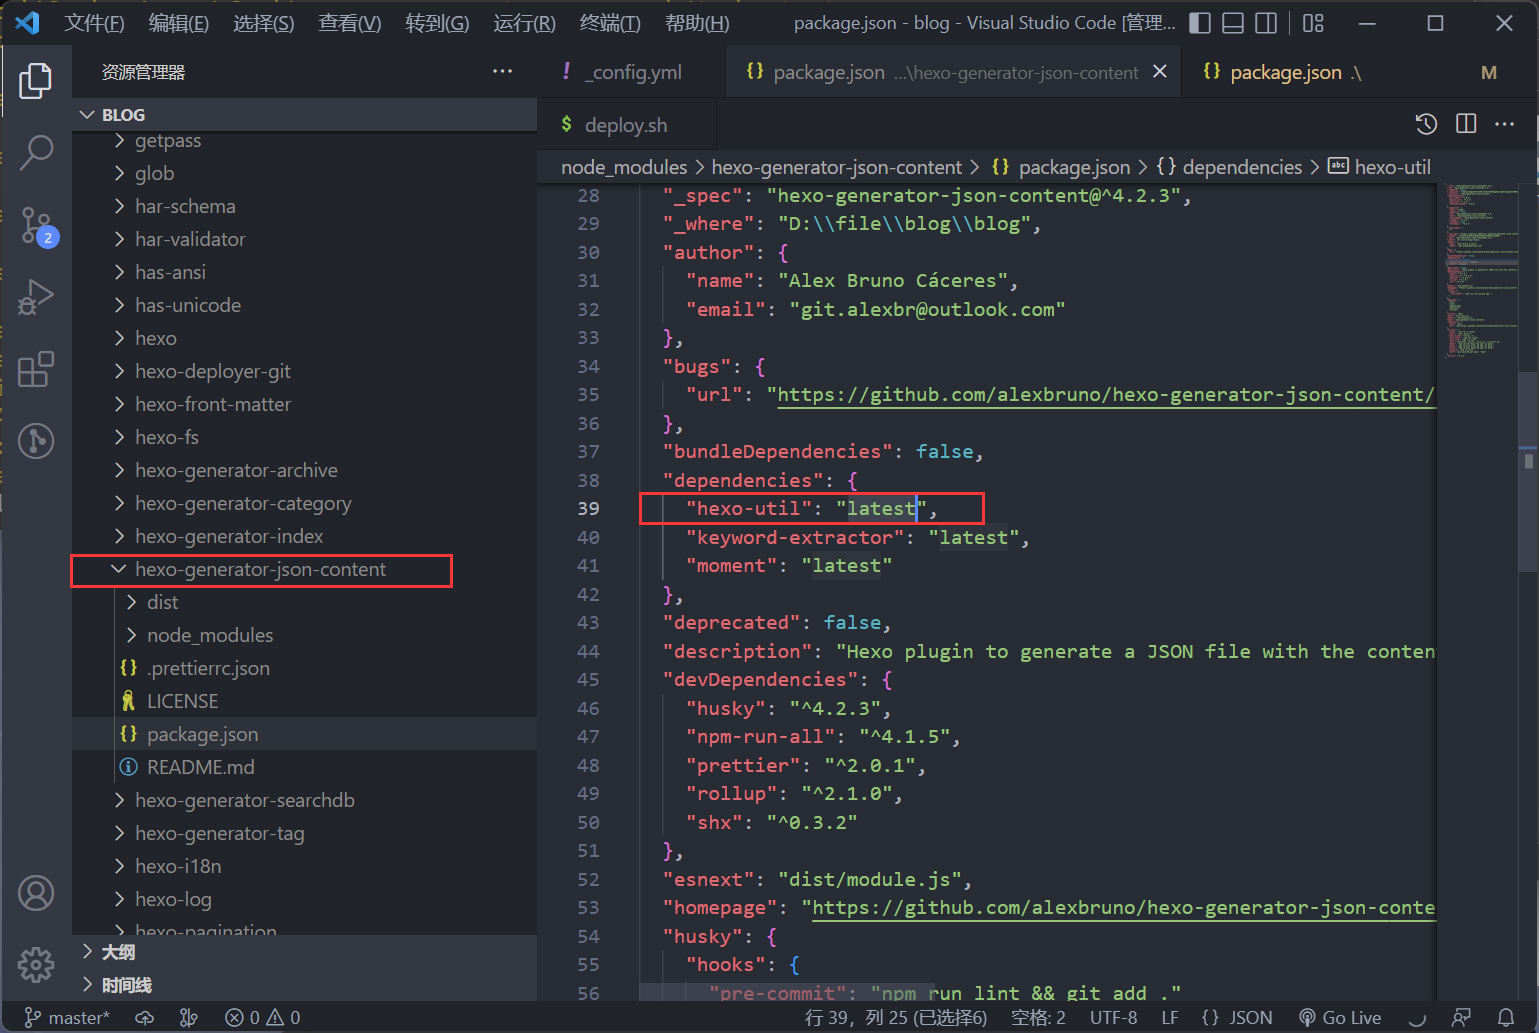 文件(F) 编辑(E) 选择(S) 查看(V) 转到(G) 运行(R) 终端(T) 帮助(H) package.json - blog - Visual Studio Code [管理...
资源管理器 ···
! _config.yml {} package.json ...\hexo-generator-json-content × {} package.json .\ M
BLOG
$ deploy.sh ···
node_modules > hexo-generator-json-content > {} package.json > {} dependencies > abc hexo-util
getpass
glob
har-schema
har-validator
has-ansi
has-unicode
hexo
hexo-deployer-git
hexo-front-matter
hexo-fs
hexo-generator-archive
hexo-generator-category
hexo-generator-index
hexo-generator-json-content
dist
node_modules
{} .prettierrc.json
LICENSE
{} package.json
README.md
hexo-generator-searchdb
hexo-generator-tag
hexo-i18n
hexo-log
hexo-pagination
大纲
时间线
2
28 "_spec": "hexo-generator-json-content@^4.2.3",
29 "_where": "D:\\file\\blog\\blog",
30 "author": {
31 "name": "Alex Bruno Cáceres",
32 "email": "git.alexbr@outlook.com"
33 },
34 "bugs": {
35 "url": "https://github.com/alexbruno/hexo-generator-json-content/
36 },
37 "bundleDependencies": false,
38 "dependencies": {
39 "hexo-util": "latest",
40 "keyword-extractor": "latest",
41 "moment": "latest"
42 },
43 "deprecated": false,
44 "description": "Hexo plugin to generate a JSON file with the conten
45 "devDependencies": {
46 "husky": "^4.2.3",
47 "npm-run-all": "^4.1.5",
48 "prettier": "^2.0.1",
49 "rollup": "^2.1.0",
50 "shx": "^0.3.2"
51 },
52 "esnext": "dist/module.js",
53 "homepage": "https://github.com/alexbruno/hexo-generator-json-conte
54 "husky": {
55 "hooks": {
56 "pre-commit": "npm run lint && git add ."
master* 0 0 行 39，列 25 (已选择6) 空格: 2 UTF-8 LF {} JSON Go Live